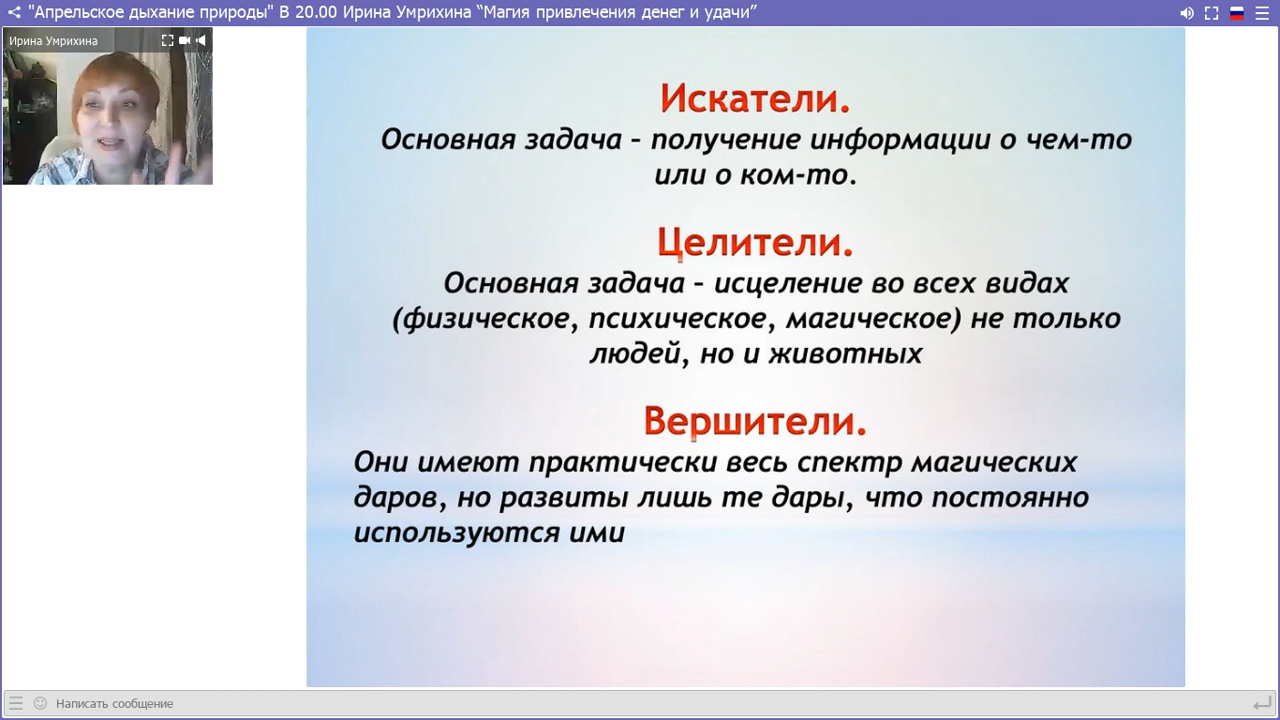 "Апрельское дыхание природы" В 20.00 Ирина Умрихина “Магия привлечения денег и удачи”
Ирина Умрихина
Искатели.
Основная задача – получение информации о чем-то
или о ком-то.
Целители.
Основная задача – исцеление во всех видах
(физическое, психическое, магическое) не только
людей, но и животных
Вершители.
Они имеют практически весь спектр магических
даров, но развиты лишь те дары, что постоянно
используются ими
Написать сообщение